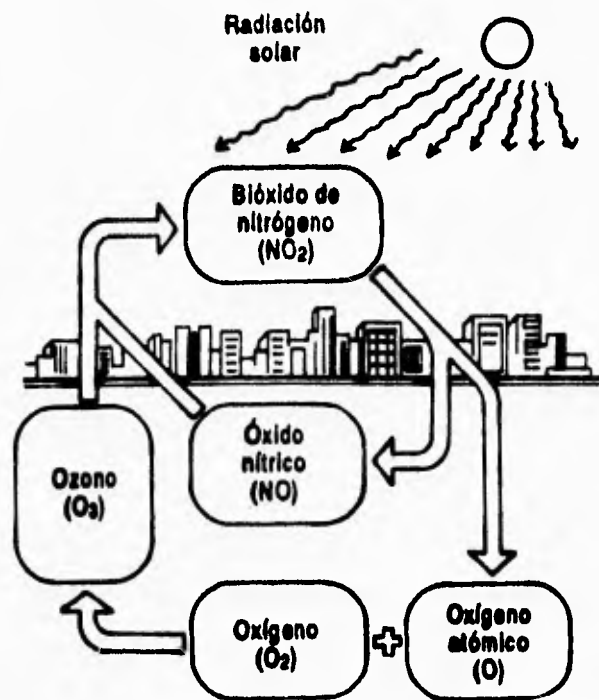 Radiación
solar
Bióxido de
nitrógeno
(NO₂)
Óxido
nítrico
(NO)
Ozono
(O₃)
Oxígeno
(O₂)
Oxígeno
atómico
(O)